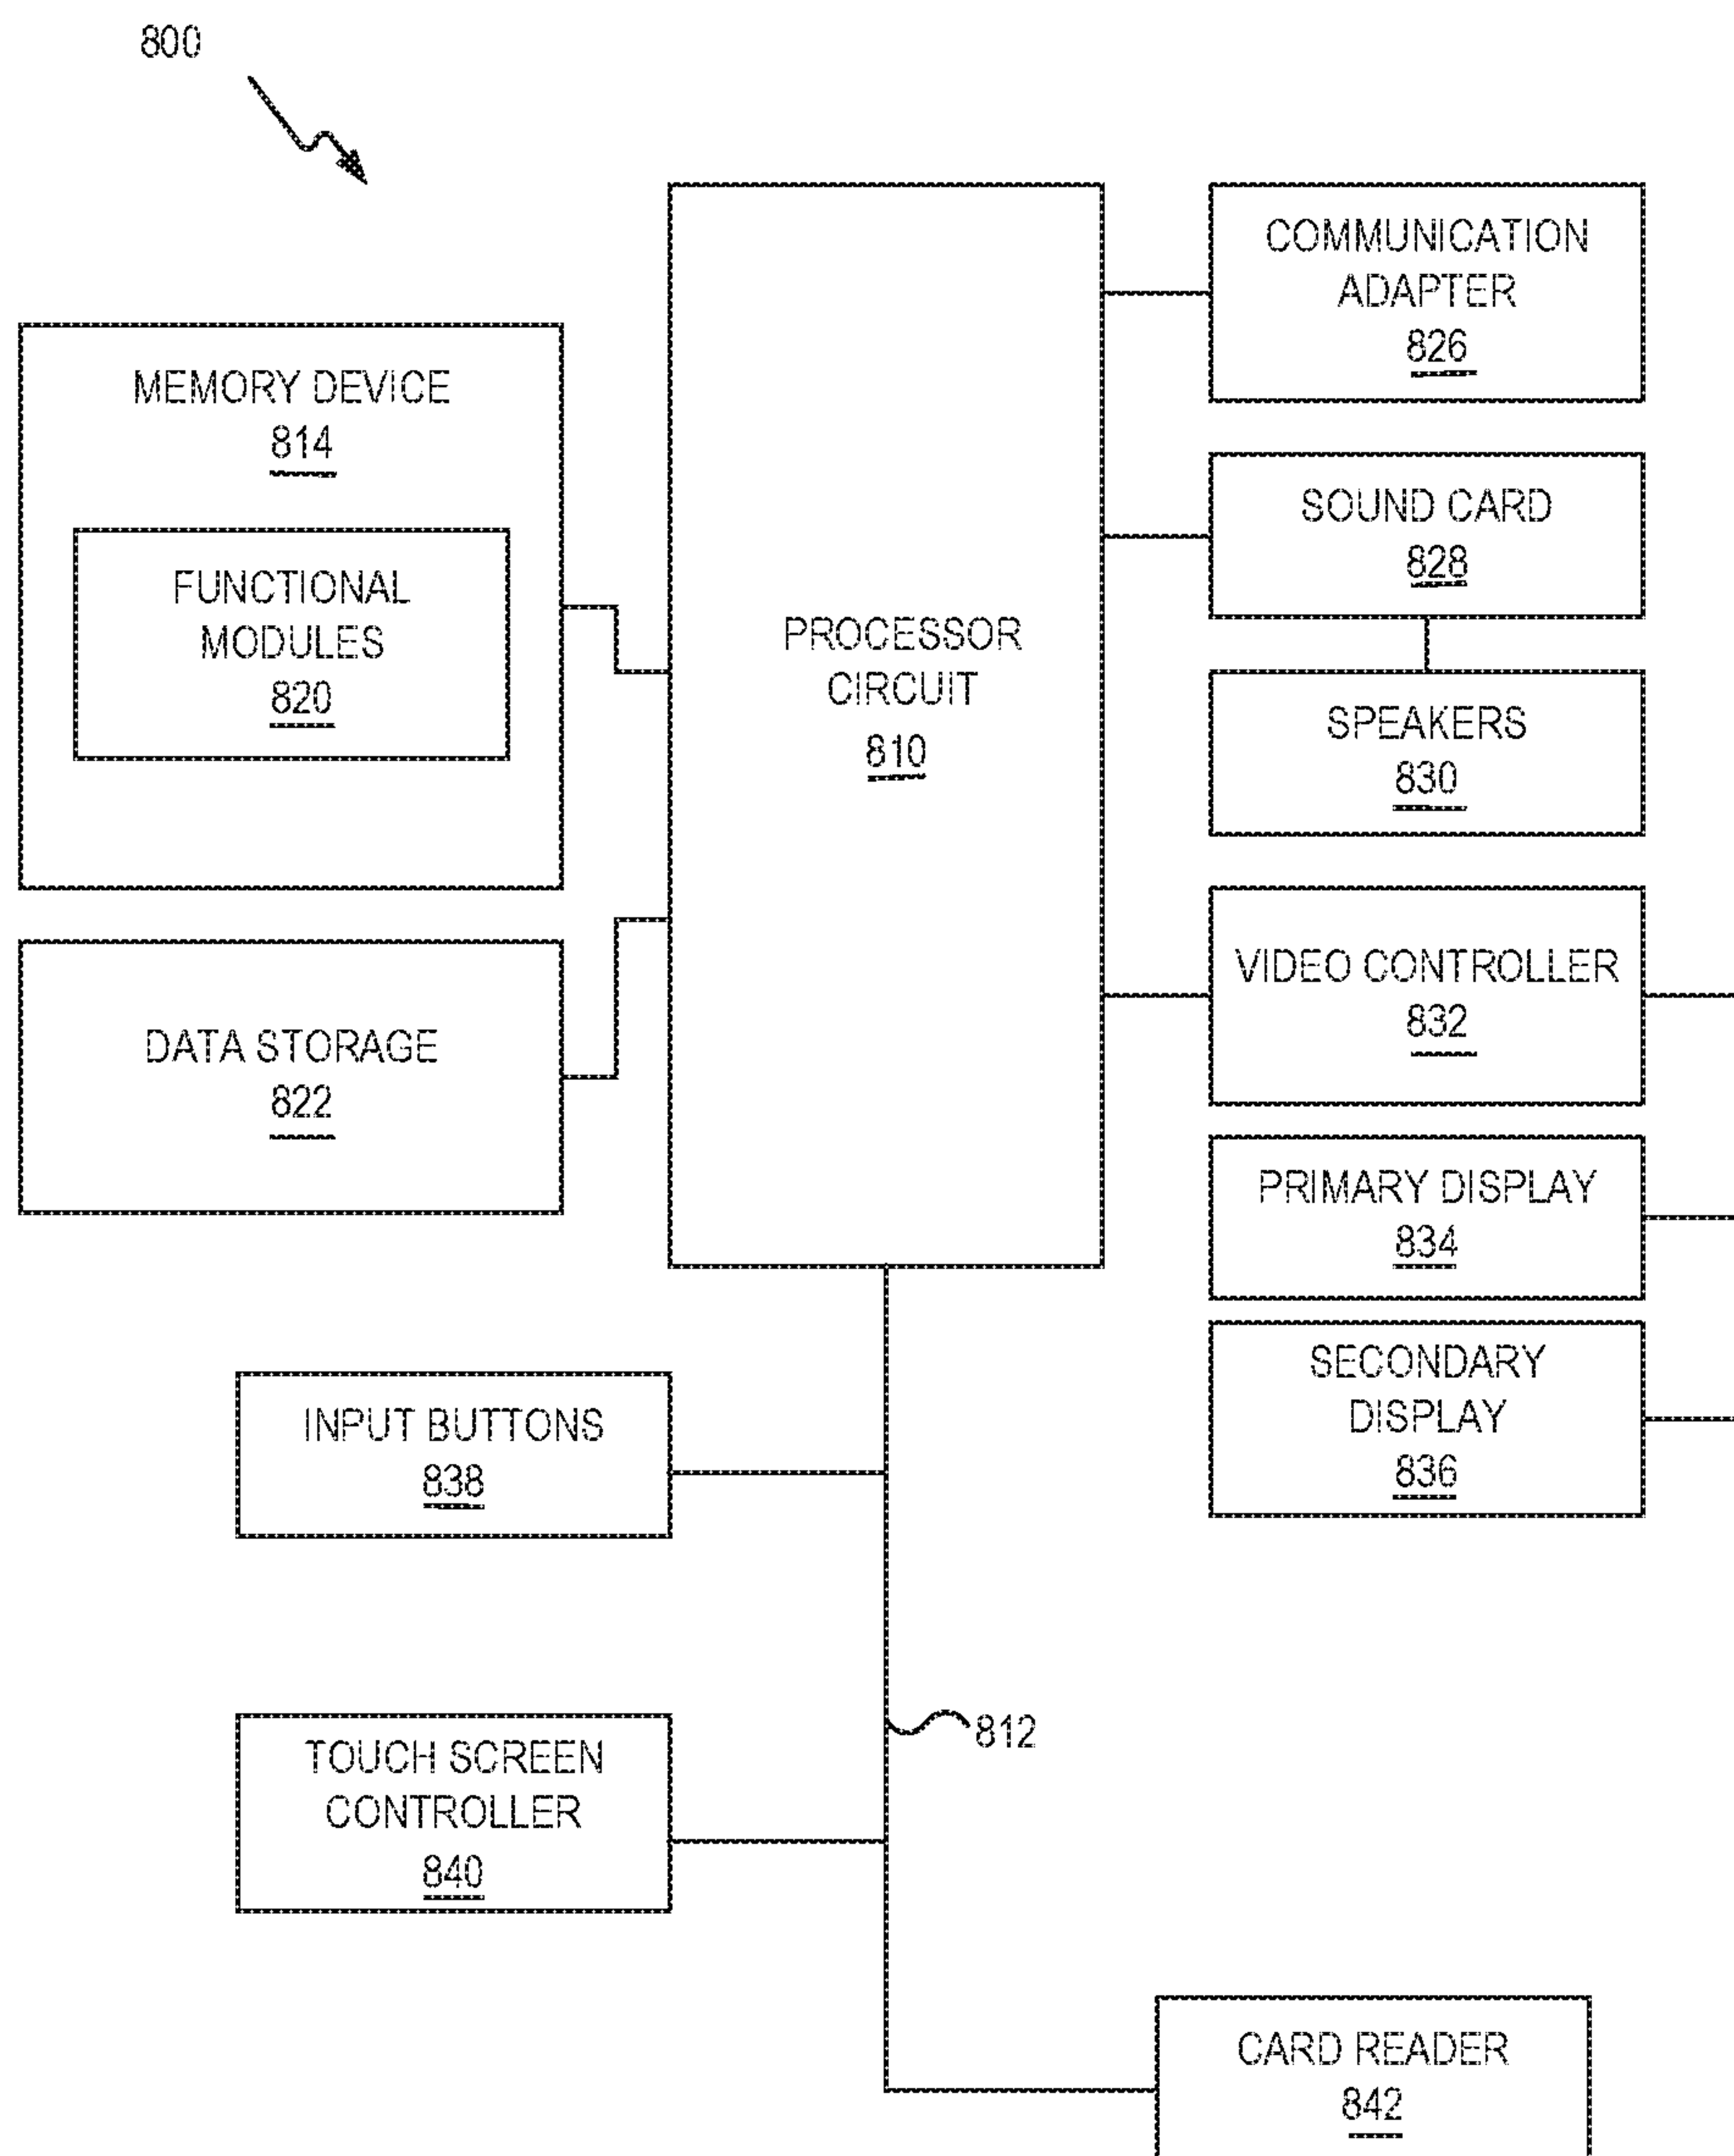 800
MEMORY DEVICE
814
FUNCTIONAL
MODULES
820
DATA STORAGE
822
PROCESSOR
CIRCUIT
810
COMMUNICATION
ADAPTER
826
SOUND CARD
828
SPEAKERS
830
VIDEO CONTROLLER
832
PRIMARY DISPLAY
834
SECONDARY
DISPLAY
836
INPUT BUTTONS
838
812
TOUCH SCREEN
CONTROLLER
840
CARD READER
842